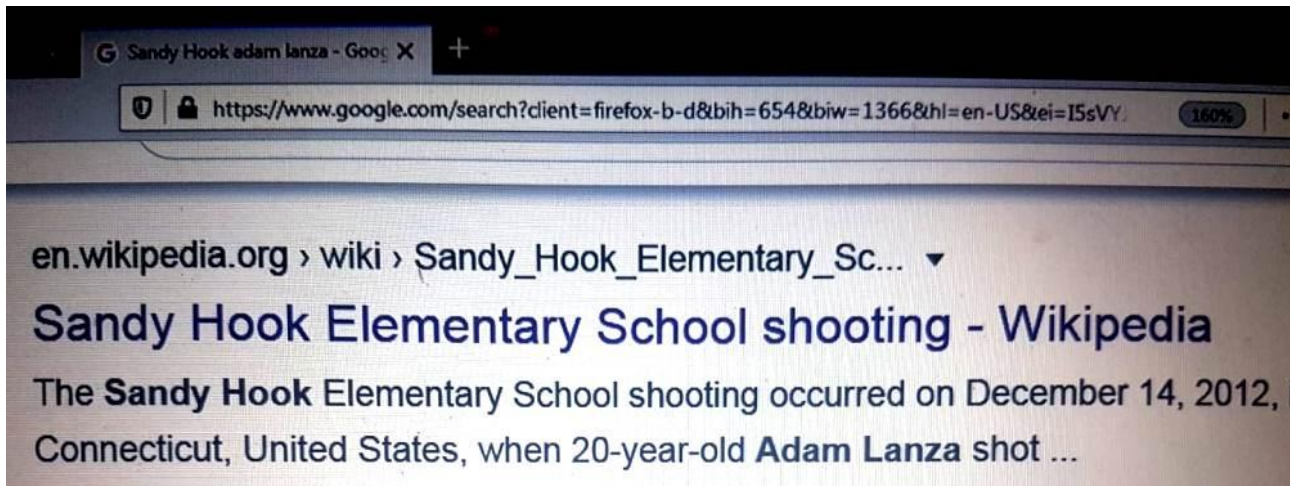 G Sandy Hook adam lanza - Goog X +
https://www.google.com/search?client=firefox-b-d&bih=654&biw=1366&hl=en-US&ei=I5sVY 160%
en.wikipedia.org › wiki › Sandy_Hook_Elementary_Sc... ▾
Sandy Hook Elementary School shooting - Wikipedia
The Sandy Hook Elementary School shooting occurred on December 14, 2012,
Connecticut, United States, when 20-year-old Adam Lanza shot ...